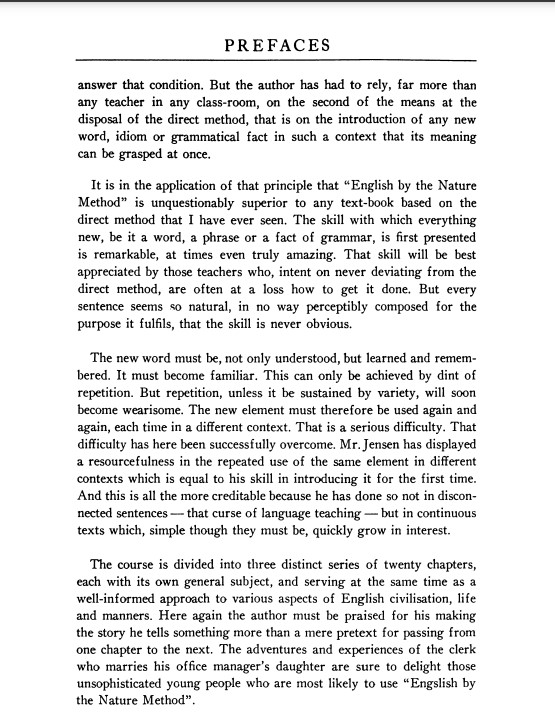 PREFACES
answer that condition. But the author has had to rely, far more than
any teacher in any class-room, on the second of the means at the
disposal of the direct method, that is on the introduction of any new
word, idiom or grammatical fact in such a context that its meaning
can be grasped at once.
It is in the application of that principle that “English by the Nature
Method” is unquestionably superior to any text-book based on the
direct method that I have ever seen. The skill with which everything
new, be it a word, a phrase or a fact of grammar, is first presented
is remarkable, at times even truly amazing. That skill will be best
appreciated by those teachers who, intent on never deviating from the
direct method, are often at a loss how to get it done. But every
sentence seems so natural, in no way perceptibly composed for the
purpose it fulfils, that the skill is never obvious.
The new word must be, not only understood, but learned and remem-
bered. It must become familiar. This can only be achieved by dint of
repetition. But repetition, unless it be sustained by variety, will soon
become wearisome. The new element must therefore be used again and
again, each time in a different context. That is a serious difficulty. That
difficulty has here been successfully overcome. Mr. Jensen has displayed
a resourcefulness in the repeated use of the same element in different
contexts which is equal to his skill in introducing it for the first time.
And this is all the more creditable because he has done so not in discon-
nected sentences — that curse of language teaching — but in continuous
texts which, simple though they must be, quickly grow in interest.
The course is divided into three distinct series of twenty chapters,
each with its own general subject, and serving at the same time as a
well-informed approach to various aspects of English civilisation, life
and manners. Here again the author must be praised for his making
the story he tells something more than a mere pretext for passing from
one chapter to the next. The adventures and experiences of the clerk
who marries his office manager’s daughter are sure to delight those
unsophisticated young people who are most likely to use “Engslish by
the Nature Method”.